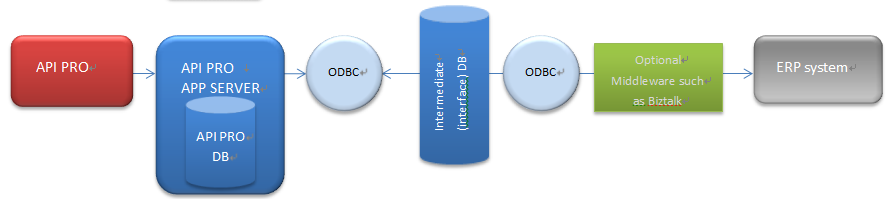 API PRO
API PRO
APP SERVER
API PRO
DB
ODBC
Intermediate
(interface) DB
ODBC
Optional
Middleware such
as Biztalk
ERP system